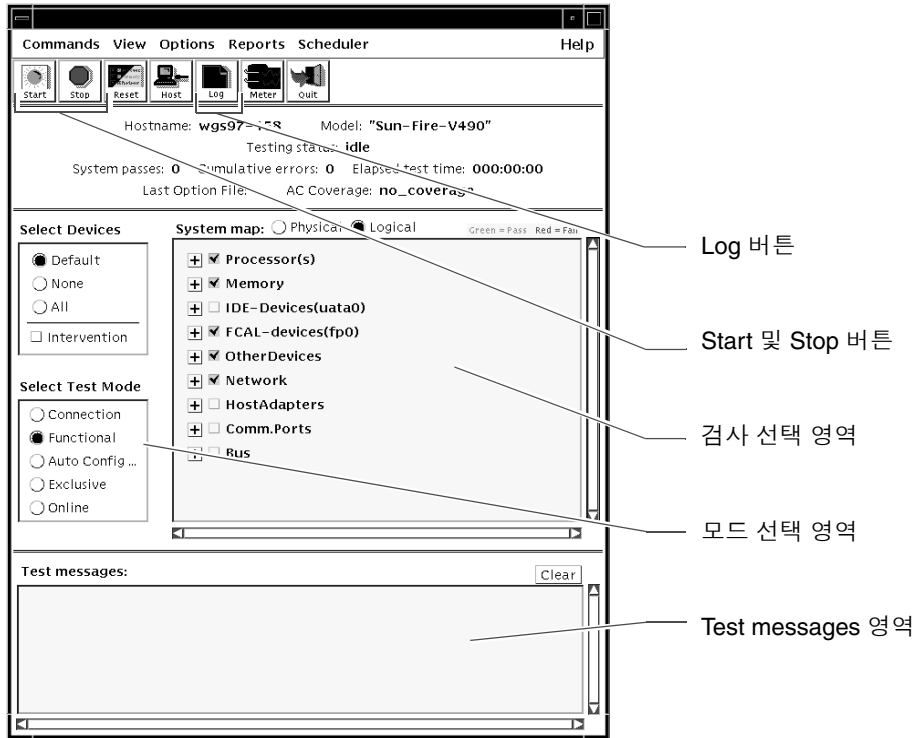 Commands View Options Reports Scheduler Help
Start Stop Reset Host Log Meter Quit
Hostname: Model: "Sun-Fire-V490"
Testing status: idle
System passes: 0 Cumulative errors: 0 Elapsed test time: 000:00:00
Last Option File: AC Coverage: no_coverage
Select Devices
Default
None
All
Intervention
Select Test Mode
Connection
Functional
Auto Config ...
Exclusive
Online
System map: Physical Logical Green = Pass Red = Fail
Processor(s)
Memory
IDE-Devices(uata0)
FCAL-devices(fp0)
OtherDevices
Network
HostAdapters
Comm.Ports
Bus
Test messages:
Clear
Log 버튼
Start 및 Stop 버튼
검사 선택 영역
모드 선택 영역
Test messages 영역